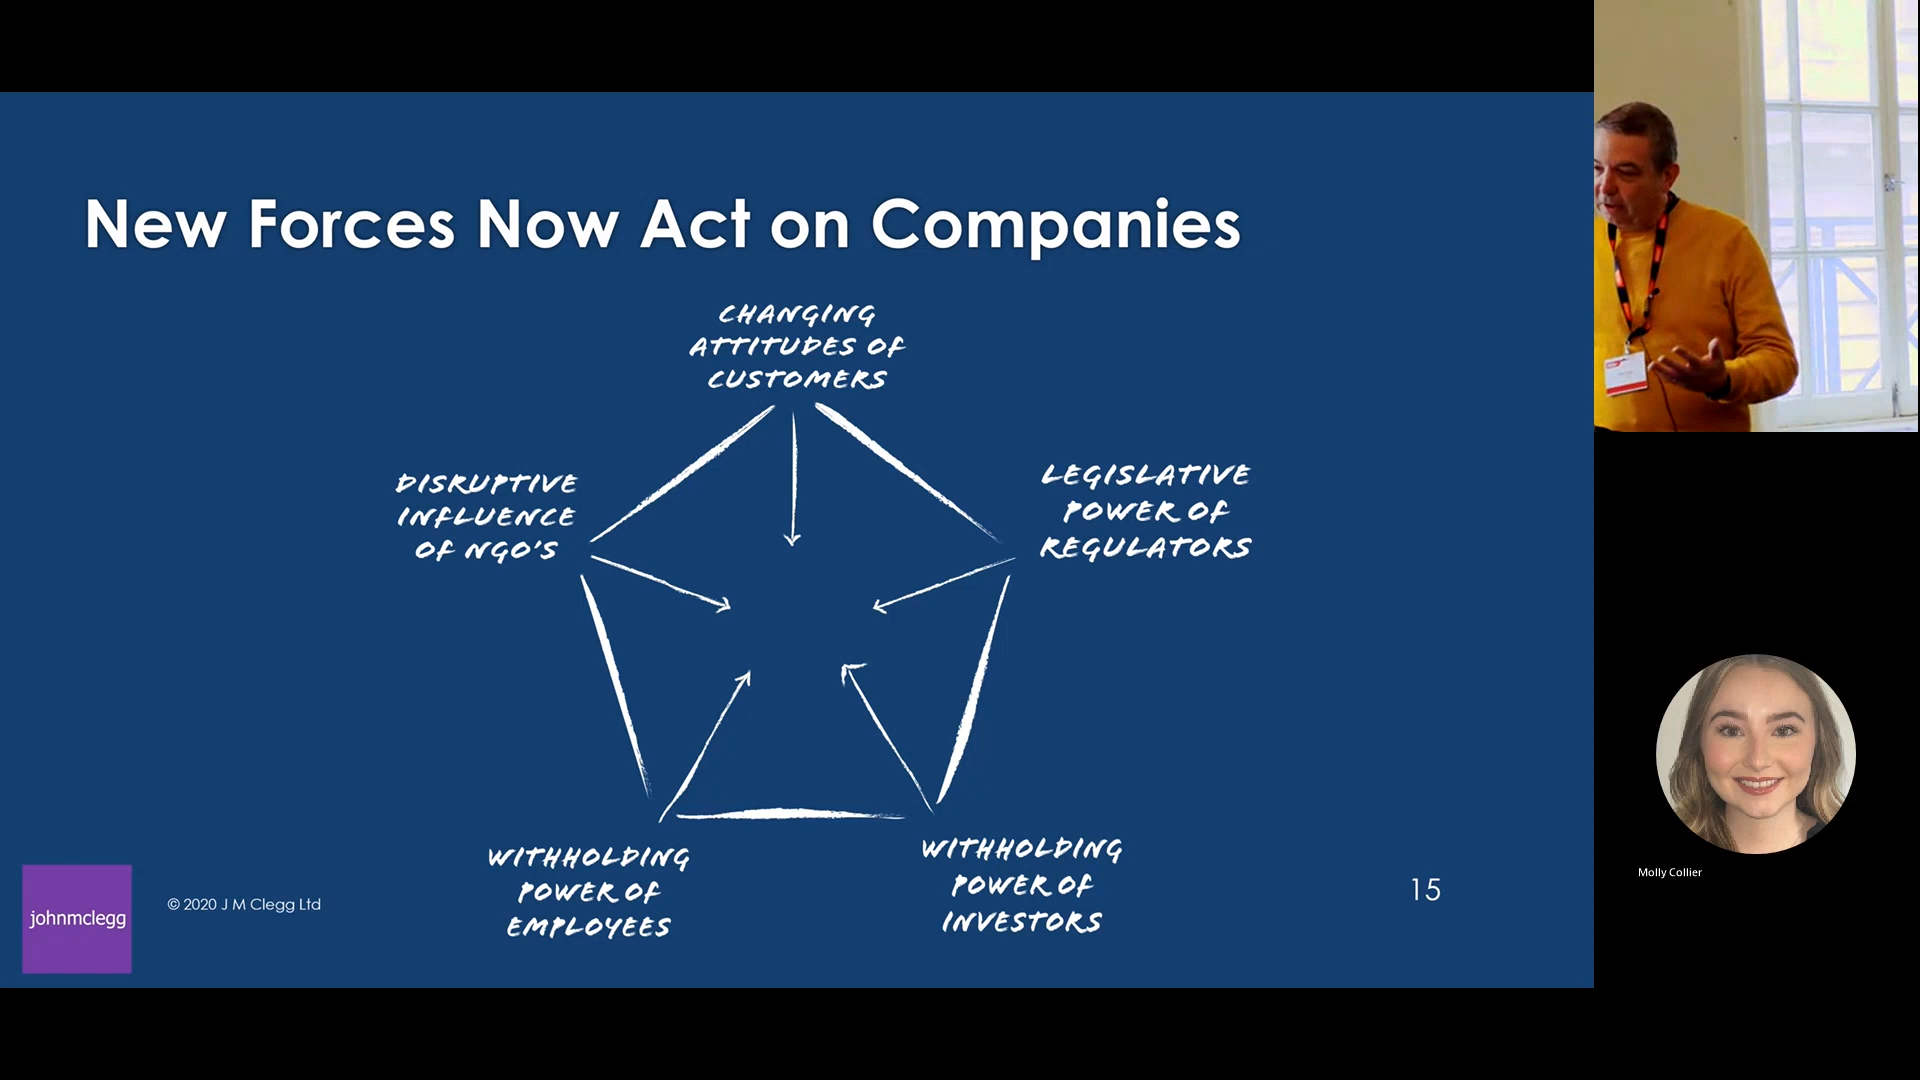 New Forces Now Act on Companies
CHANGING
ATTITUDES OF
CUSTOMERS
DISRUPTIVE
INFLUENCE
OF NGO'S
LEGISLATIVE
POWER OF
REGULATORS
WITHHOLDING
POWER OF
EMPLOYEES
WITHHOLDING
POWER OF
INVESTORS
johnmclegg
© 2020 J M Clegg Ltd
15
Molly Collier